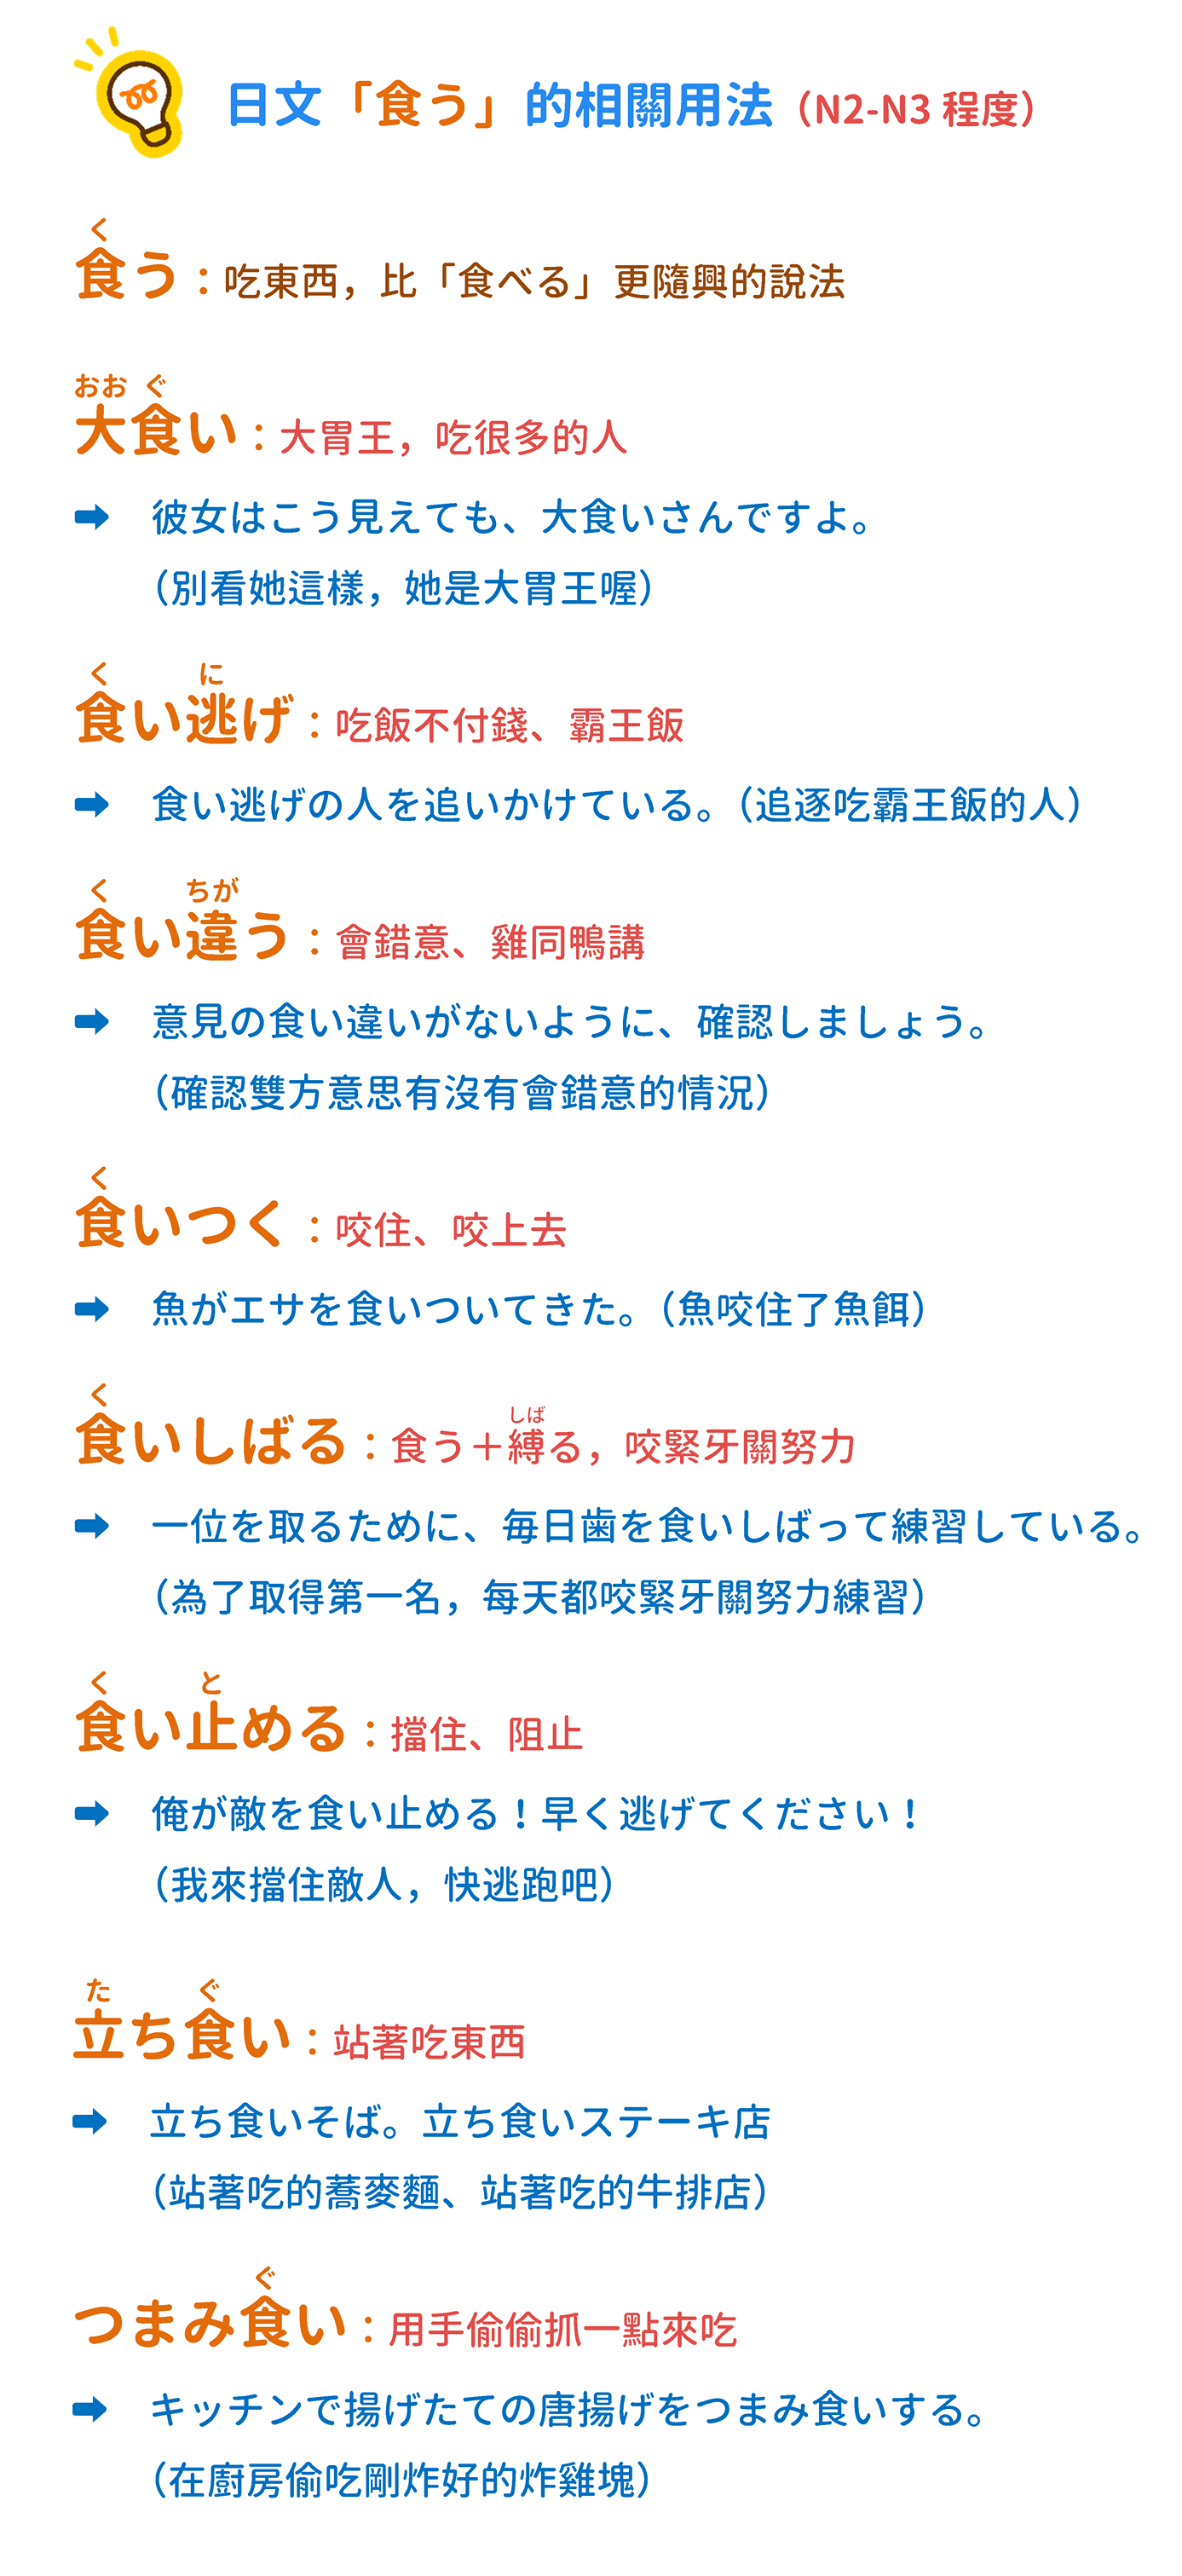 日文「食う」的相關用法（N2-N3 程度）
く
食う：吃東西，比「食べる」更隨興的說法
おお ぐ
大食い：大胃王，吃很多的人
➡ 彼女はこう見えても、大食いさんですよ。
（別看她這樣，她是大胃王喔）
く に
食い逃げ：吃飯不付錢、霸王飯
➡ 食い逃げの人を追いかけている。（追逐吃霸王飯的人）
く ちが
食い違う：會錯意、雞同鴨講
➡ 意見の食い違いがないように、確認しましょう。
（確認雙方意思有沒有會錯意的情況）
く
食いつく：咬住、咬上去
➡ 魚がエサを食いついてきた。（魚咬住了魚餌）
く しば
食いしばる：食う＋縛る，咬緊牙關努力
➡ 一位を取るために、毎日歯を食いしばって練習している。
（為了取得第一名，每天都咬緊牙關努力練習）
く と
食い止める：擋住、阻止
➡ 俺が敵を食い止める！早く逃げてください！
（我來擋住敵人，快逃跑吧）
た ぐ
立ち食い：站著吃東西
➡ 立ち食いそば。立ち食いステーキ店
（站著吃的蕎麥麵、站著吃的牛排店）
ぐ
つまみ食い：用手偷偷抓一點來吃
➡ キッチンで揚げたての唐揚げをつまみ食いする。
（在廚房偷吃剛炸好的炸雞塊）